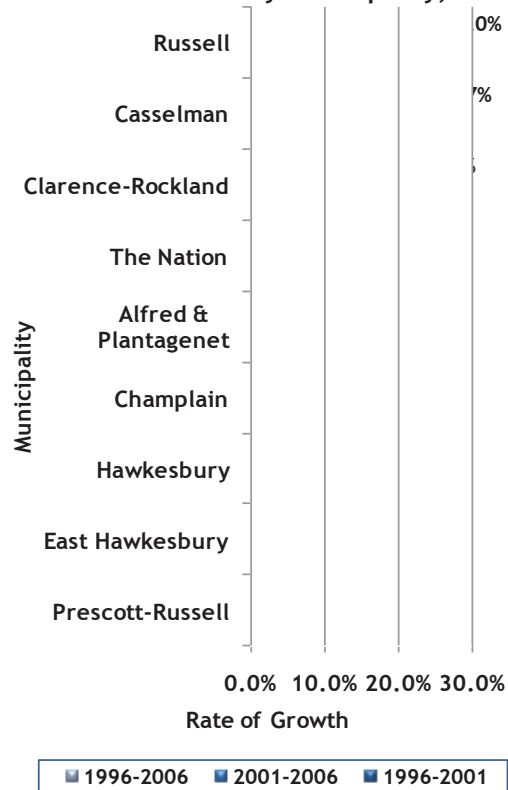 Russell
Casselman
Clarence-Rockland
The Nation
Alfred &
Plantagenet
Champlain
Hawkesbury
East Hawkesbury
Prescott-Russell
Municipality
0.0% 10.0% 20.0% 30.0%
Rate of Growth
1996-2006 2001-2006 1996-2001